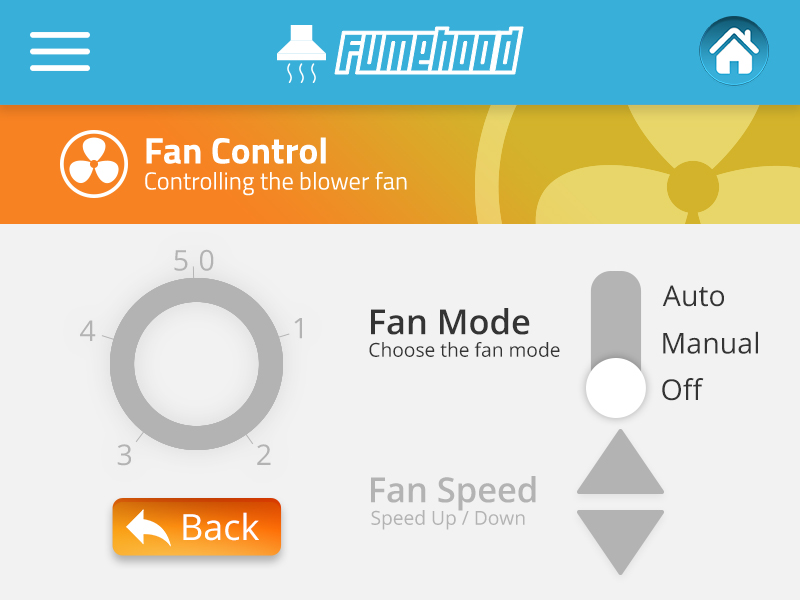 Fumehood
Fan Control
Controlling the blower fan
5 0
4
1
3
2
Back
Fan Mode
Choose the fan mode
Auto
Manual
Off
Fan Speed
Speed Up / Down